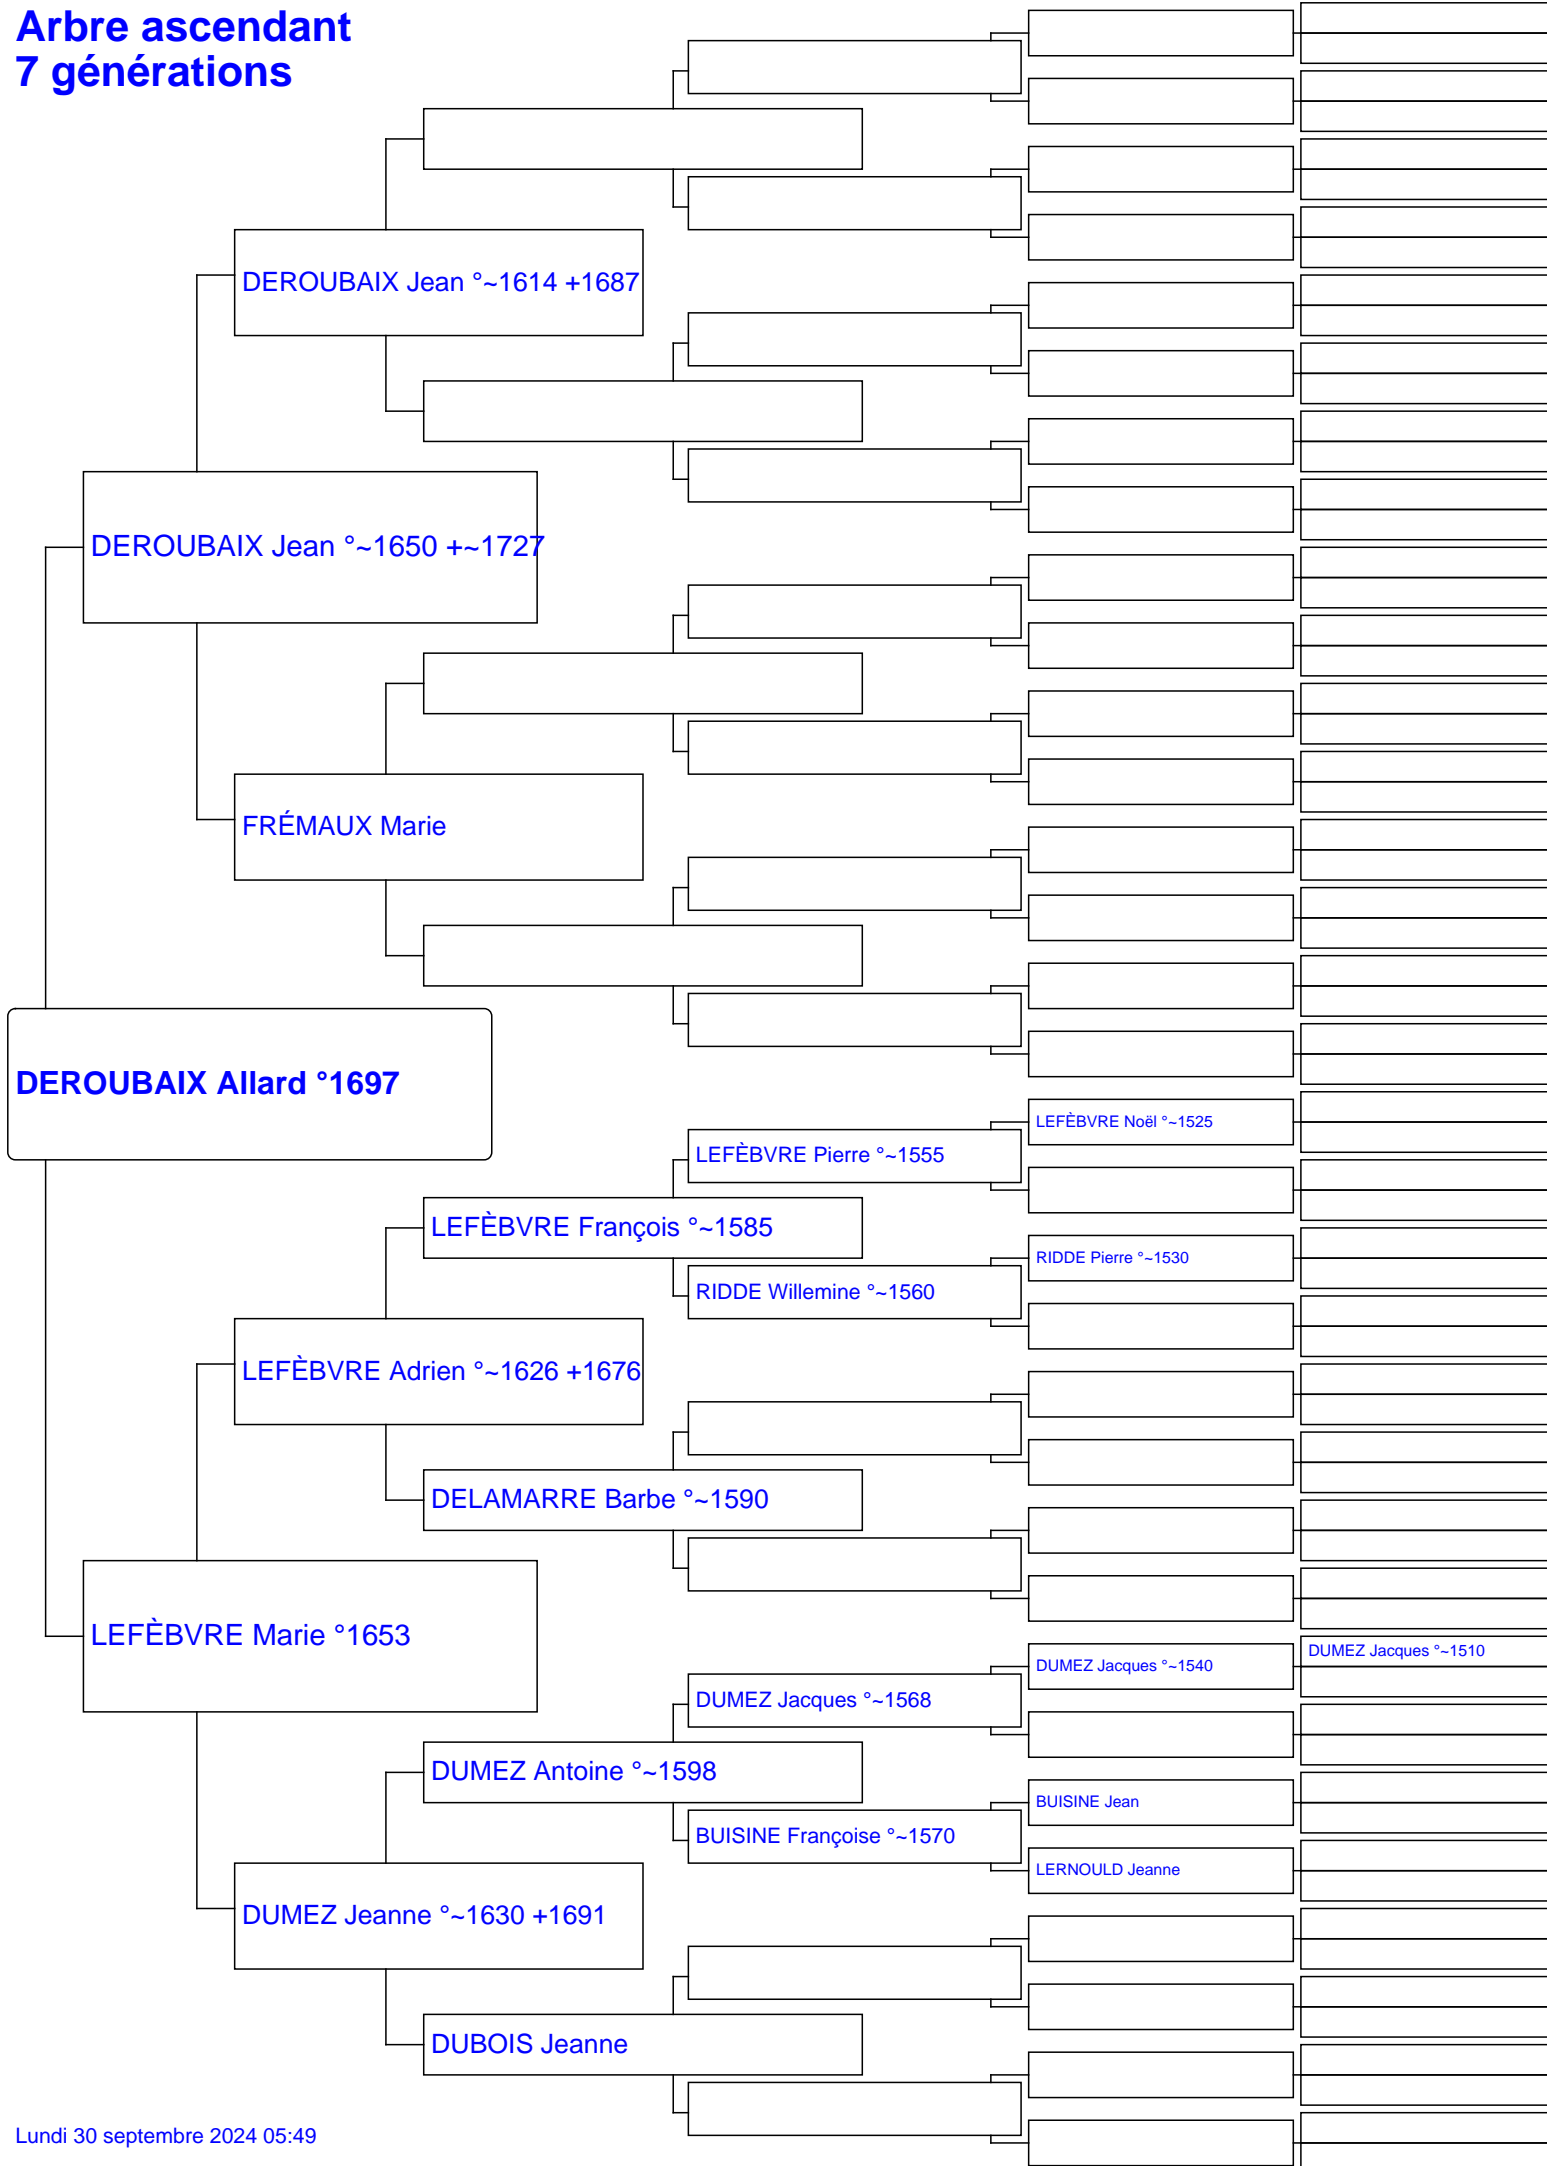 Arbre ascendant
7 générations
DEROUBAIX Jean °~1614 +1687
DEROUBAIX Jean °~1650 +~1727
FRÉMAUX Marie
DEROUBAIX Allard °1697
LEFÈBVRE Noël °~1525
LEFÈBVRE Pierre °~1555
LEFÈBVRE François °~1585
RIDDE Pierre °~1530
RIDDE Willemine °~1560
LEFÈBVRE Adrien °~1626 +1676
DELAMARRE Barbe °~1590
LEFÈBVRE Marie °1653
DUMEZ Jacques °~1510
DUMEZ Jacques °~1540
DUMEZ Jacques °~1568
DUMEZ Antoine °~1598
BUISINE Jean
BUISINE Françoise °~1570
LERNOULD Jeanne
DUMEZ Jeanne °~1630 +1691
DUBOIS Jeanne
Lundi 30 septembre 2024 05:49